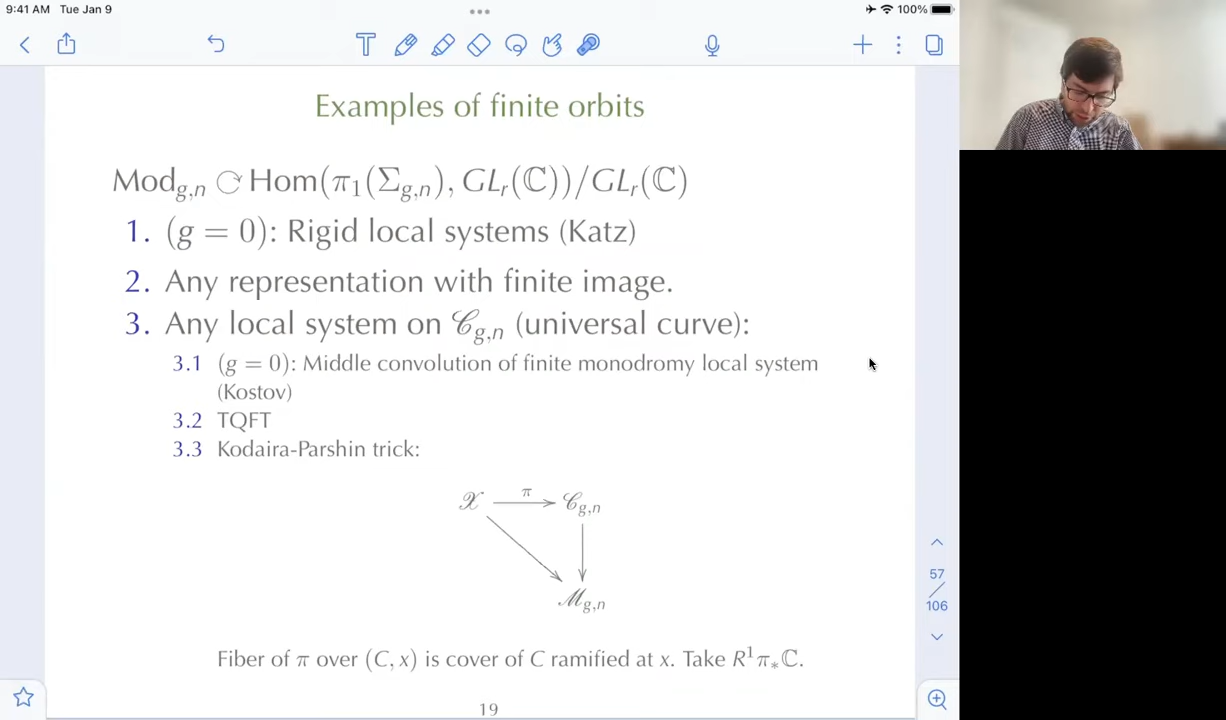 9:41 AM Tue Jan 9
100%
Examples of finite orbits
Mod_{g,n} ⟳ Hom(π₁(Σ_{g,n}), GL_r(ℂ))/GL_r(ℂ)
1. (g = 0): Rigid local systems (Katz)
2. Any representation with finite image.
3. Any local system on 𝒞_{g,n} (universal curve):
3.1 (g = 0): Middle convolution of finite monodromy local system
(Kostov)
3.2 TQFT
3.3 Kodaira-Parshin trick:
𝒳 π 𝒞_{g,n}
ℳ_{g,n}
Fiber of π over (C, x) is cover of C ramified at x. Take R¹π_*ℂ.
19
57
106